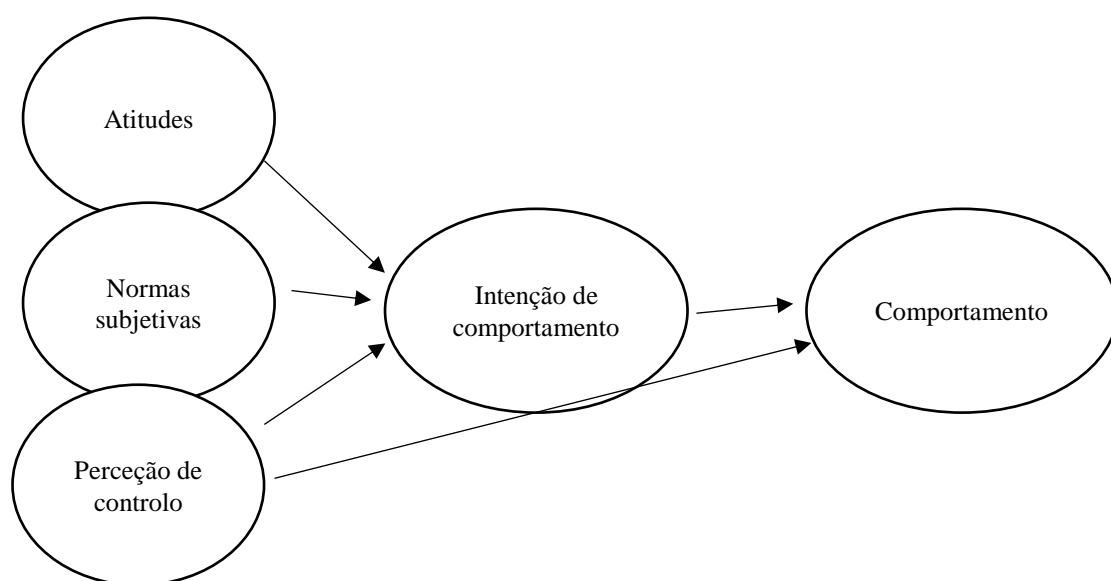 Atitudes
Normas
subjetivas
Perceção de
controlo
Intenção de
comportamento
Comportamento